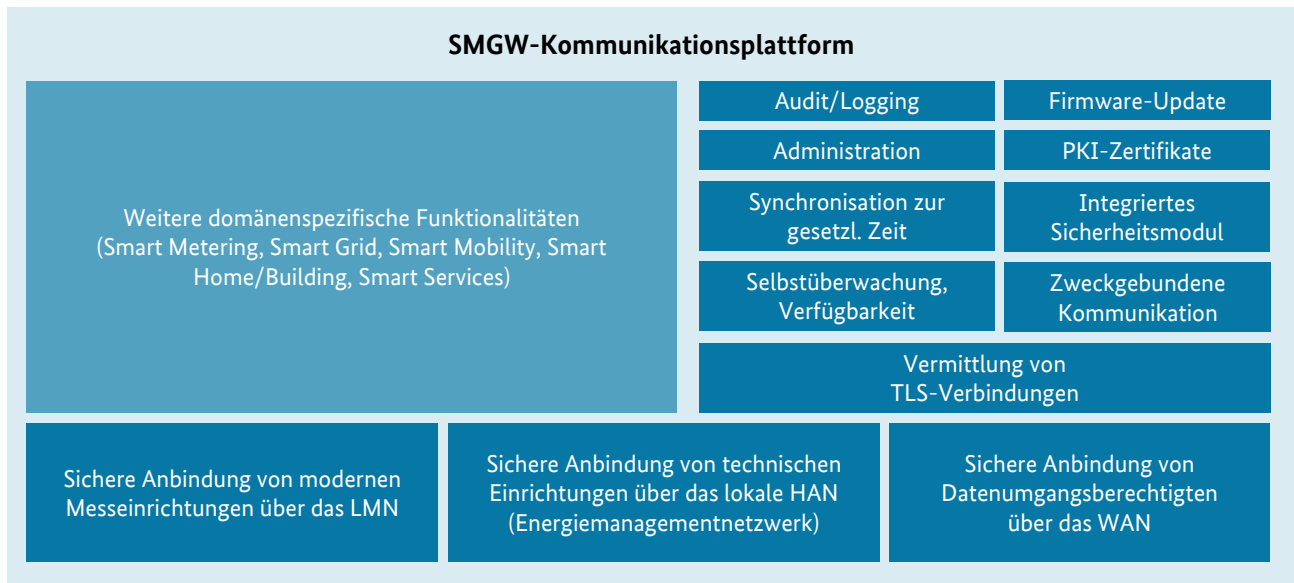 SMGW-Kommunikationsplattform
Weitere domänenspezifische Funktionalitäten
(Smart Metering, Smart Grid, Smart Mobility, Smart
Home/Building, Smart Services)
Audit/Logging
Firmware-Update
Administration
PKI-Zertifikate
Synchronisation zur
gesetzl. Zeit
Integriertes
Sicherheitsmodul
Selbstüberwachung,
Verfügbarkeit
Zweckgebundene
Kommunikation
Vermittlung von
TLS-Verbindungen
Sichere Anbindung von modernen
Messeinrichtungen über das LMN
Sichere Anbindung von technischen
Einrichtungen über das lokale HAN
(Energiemanagementnetzwerk)
Sichere Anbindung von
Datenumgangsberechtigten
über das WAN